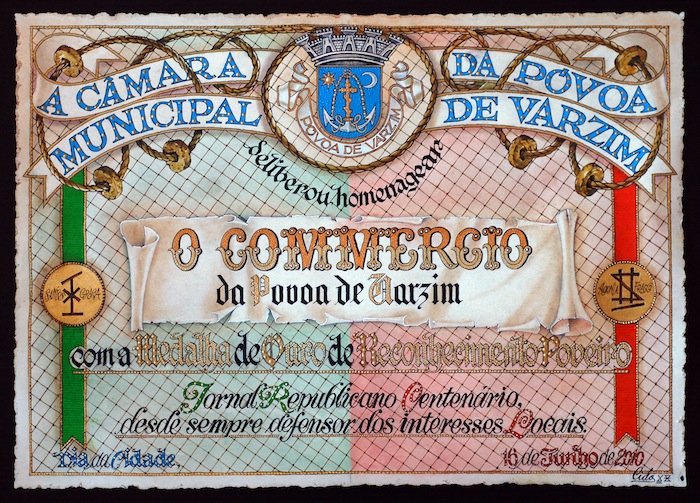 A CÂMARA MUNICIPAL
DA PÓVOA DE VARZIM
PÓVOA DE VARZIM
deliberou homenagear
O COMMERCIO
da Povoa de Varzim
com a Medalha de Ouro de Reconhecimento Poveiro
Jornal Republicano Centenário,
desde sempre defensor dos interesses Locais.
Dia da Cidade,
16 de Junho de 2010